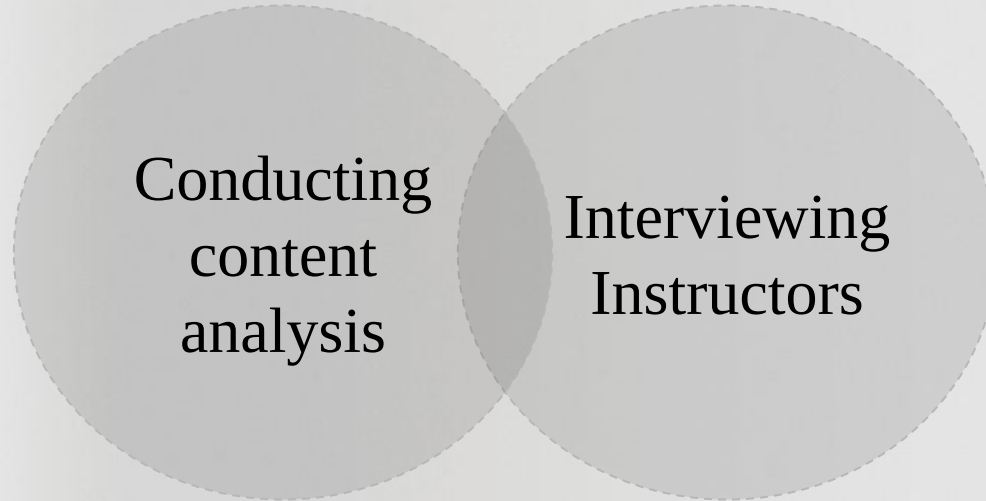 Conducting
content
analysis
Interviewing
Instructors